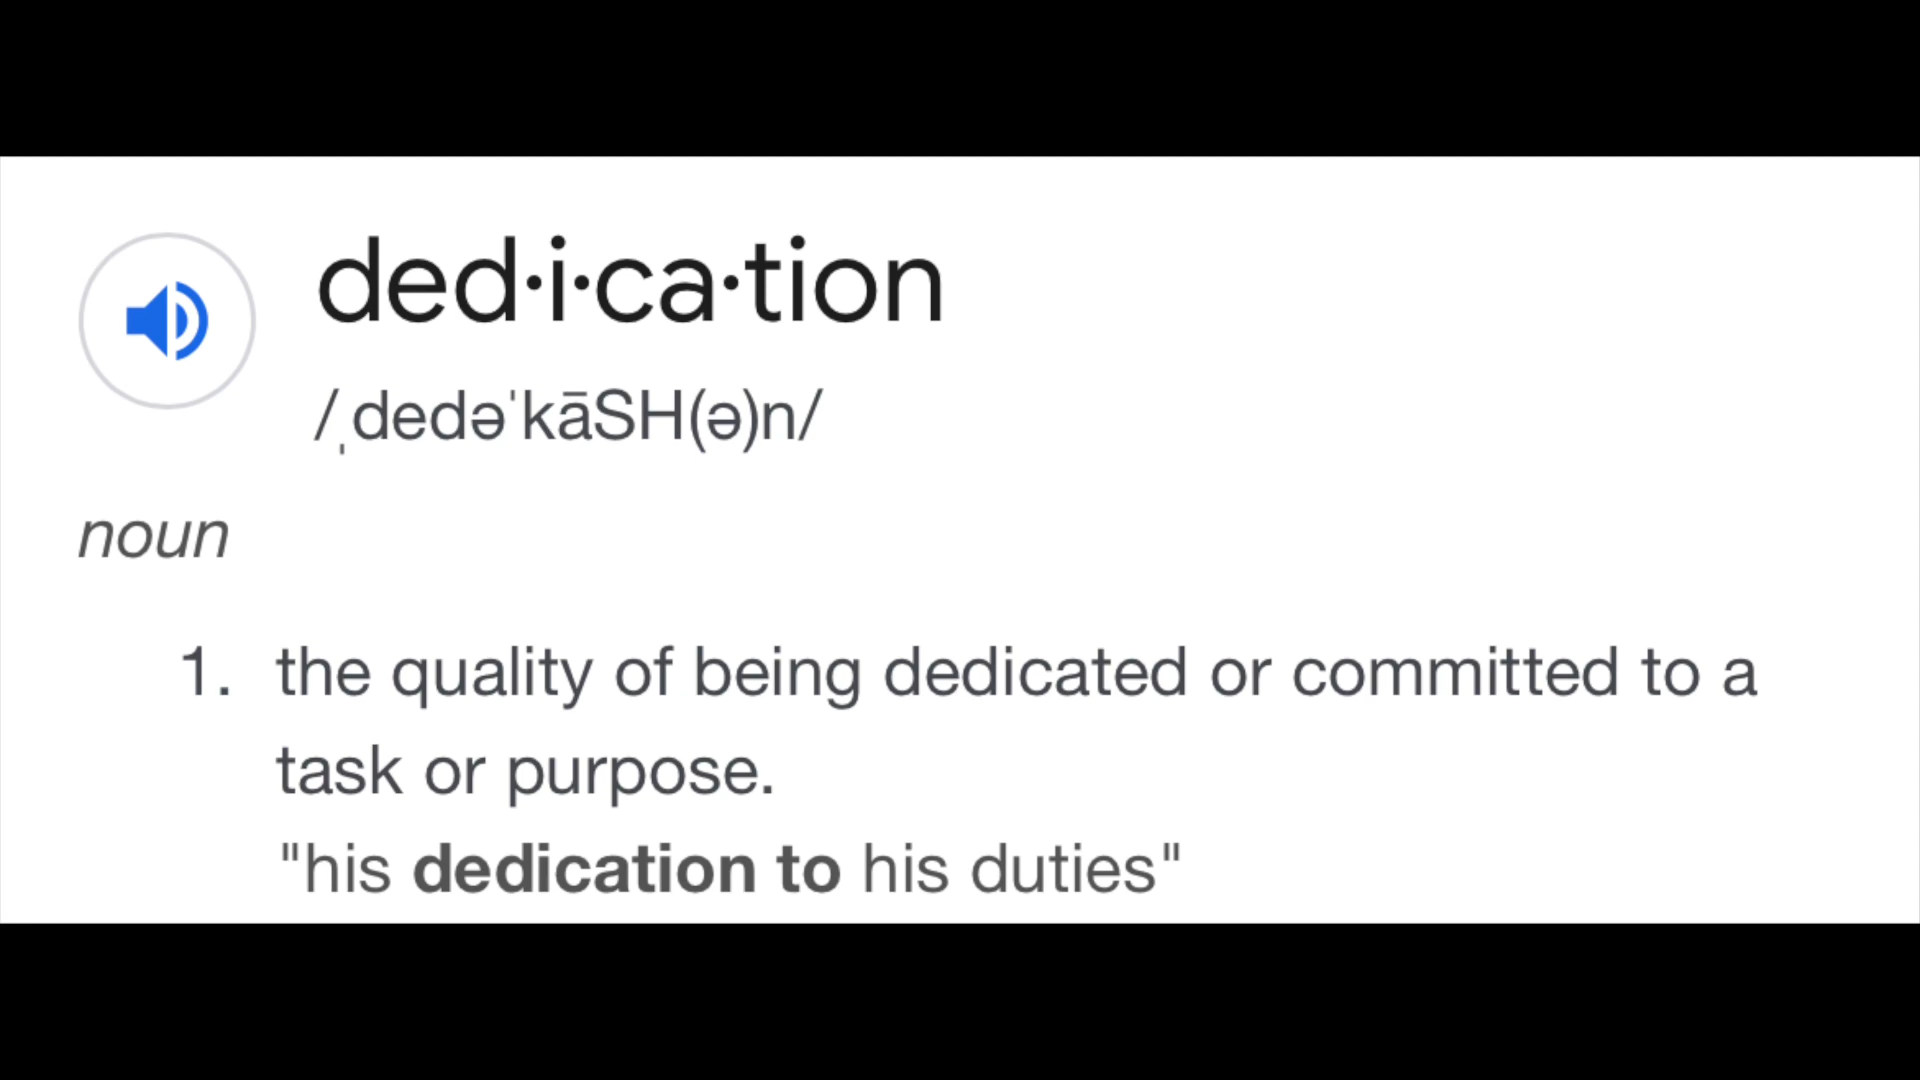 ded·i·ca·tion
/ˌdedəˈkāSH(ə)n/
noun
1. the quality of being dedicated or committed to a
task or purpose.
"his dedication to his duties"